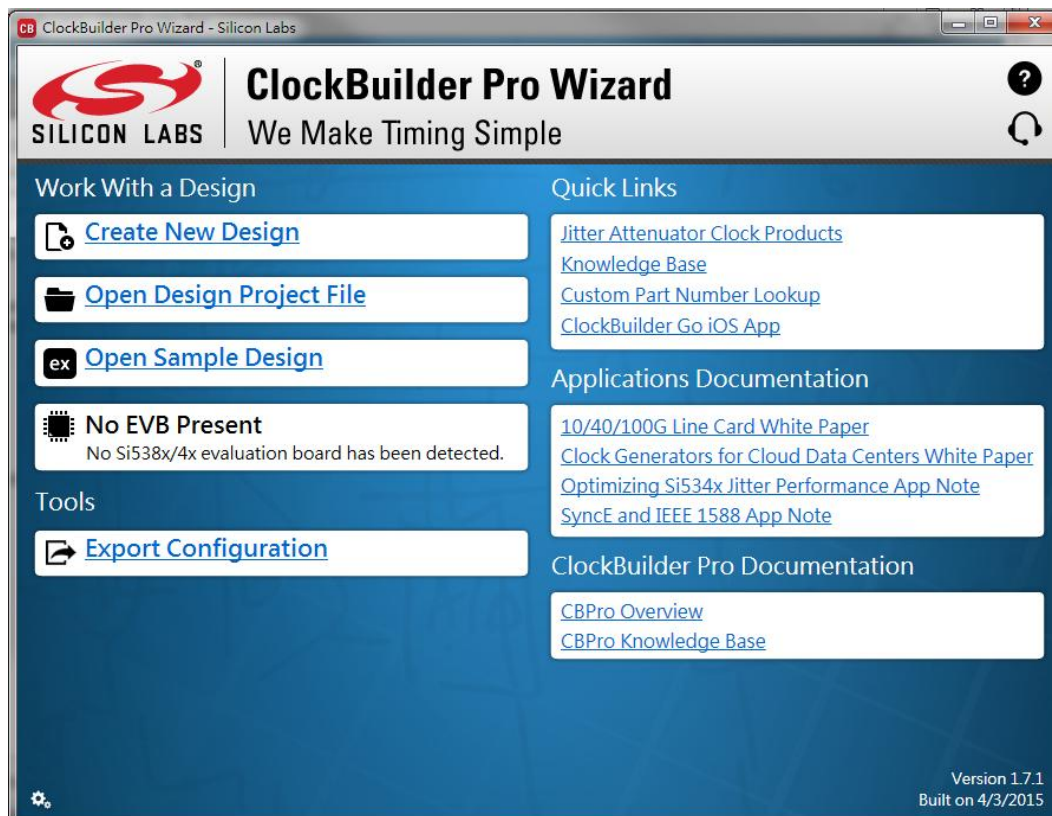 CB ClockBuilder Pro Wizard - Silicon Labs
SILICON LABS
ClockBuilder Pro Wizard
We Make Timing Simple
?
Work With a Design
Create New Design
Open Design Project File
ex Open Sample Design
No EVB Present
No Si538x/4x evaluation board has been detected.
Tools
Export Configuration
Quick Links
Jitter Attenuator Clock Products
Knowledge Base
Custom Part Number Lookup
ClockBuilder Go iOS App
Applications Documentation
10/40/100G Line Card White Paper
Clock Generators for Cloud Data Centers White Paper
Optimizing Si534x Jitter Performance App Note
SyncE and IEEE 1588 App Note
ClockBuilder Pro Documentation
CBPro Overview
CBPro Knowledge Base
Version 1.7.1
Built on 4/3/2015